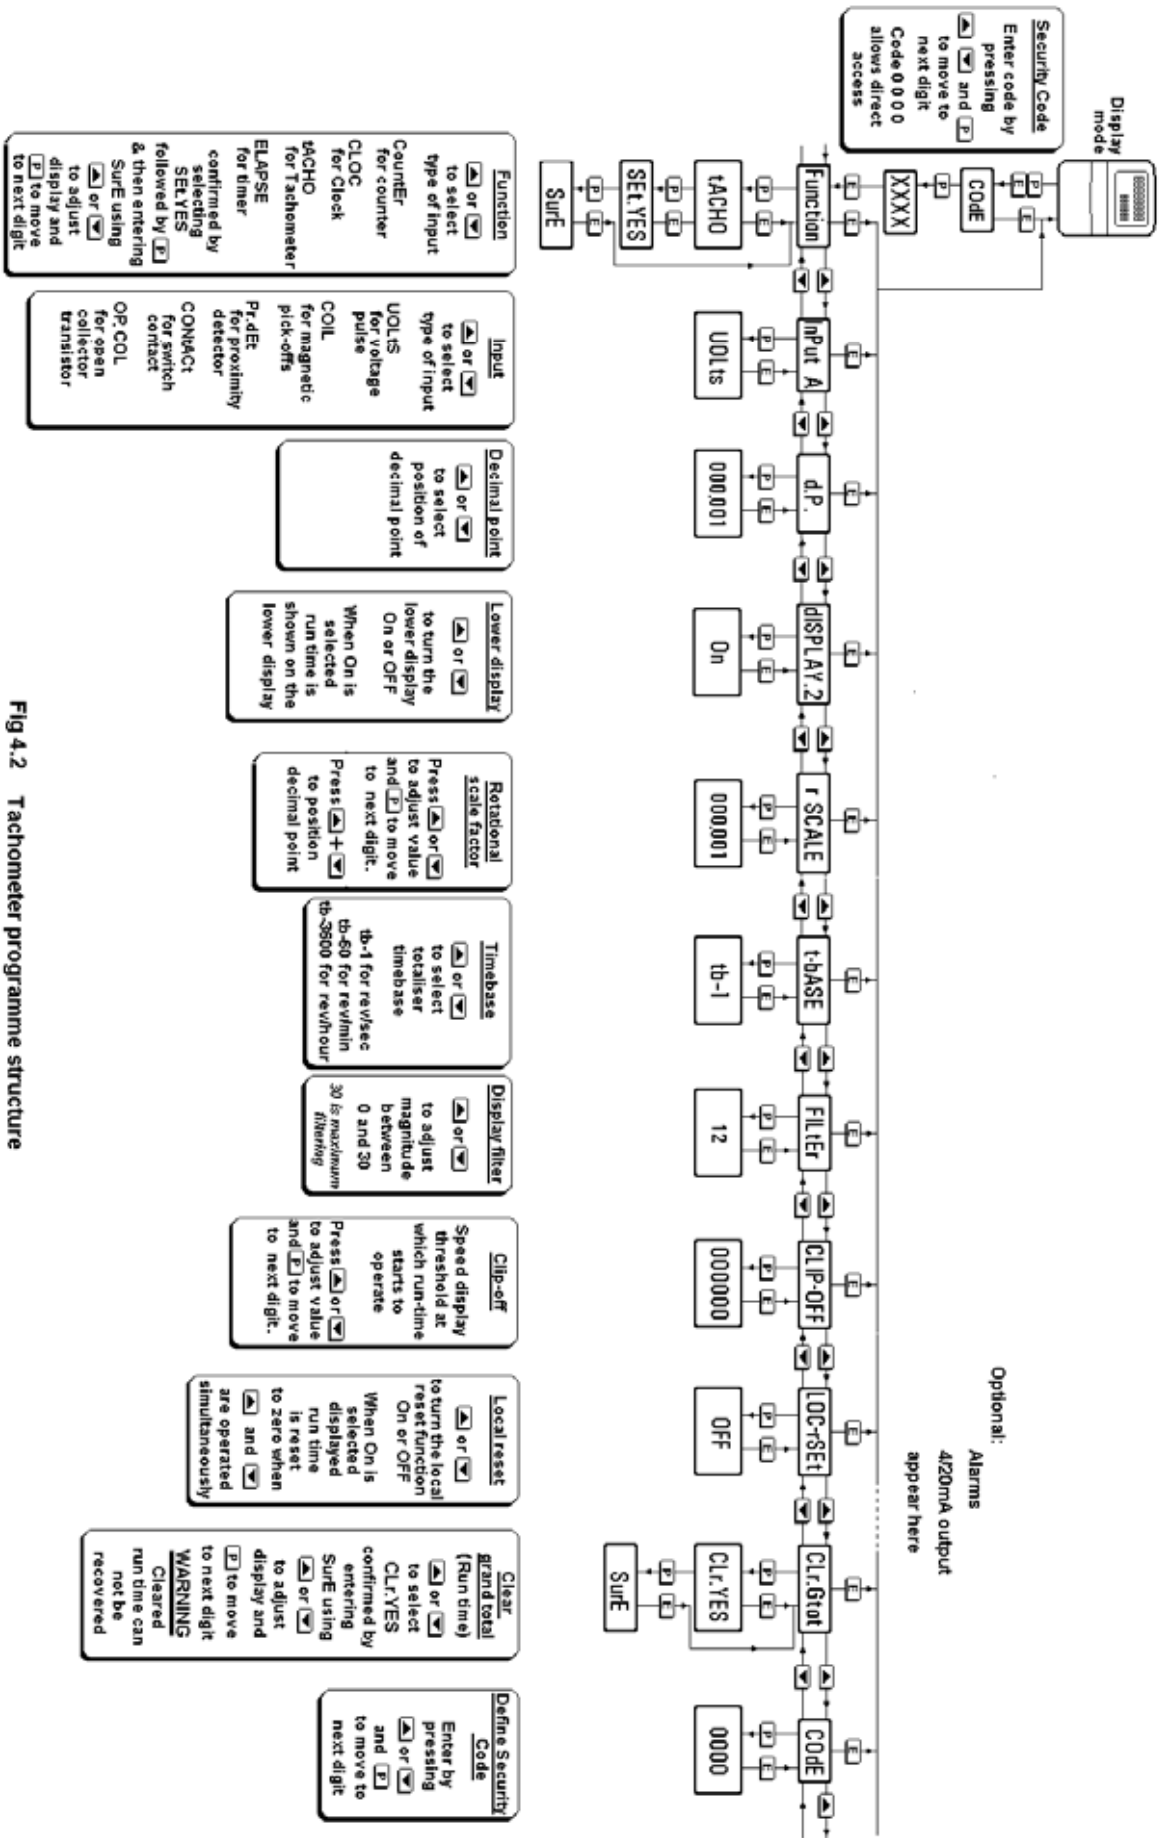 Display
mode
Security Code
Enter code by
pressing
▲ ▼ and P
to move to
next digit
Code 0 0 0 0
allows direct
access
P
E
E
COdE
P
XXXX
Optional:
Alarms
4/20mA output
appear here
E
E
E
E
E
E
E
E
E
E
E
E
Function
InPut A
d.P.
dISPLAY.2
r SCALE
t-bASE
FILtEr
CLIP-OFF
LOC-rSEt
CLr.Gtot
COdE
P E
P E
P E
P E
P E
P E
P E
P E
P E
P E
P E
tACHO
UOLts
000.001
On
000.001
tb-1
12
000000
OFF
CLr.YES
0000
P E
SEt.YES
P E
SurE
P E
SurE
Function
▲ or ▼
to select
type of input
CountEr
for counter
CLOC
for Clock
tACHO
for Tachometer
ELAPSE
for timer
confirmed by
selecting
SEt.YES
followed by P
& then entering
SurE using
▲ or ▼
to adjust
display and
P to move
to next digit
Input
▲ or ▼
to select
type of input
UOLtS
for voltage
pulse
COIL
for magnetic
pick-offs
Pr.dEt
for proximity
detector
CONtACt
for switch
contact
OP.COL
for open
collector
transistor
Decimal point
▲ or ▼
to select
position of
decimal point
Lower display
▲ or ▼
to turn the
lower display
On or OFF
When On is
selected
run time is
shown on the
lower display
Rotational
scale factor
Press ▲ or ▼
to adjust value
and P to move
to next digit.
Press ▲ + ▼
to position
decimal point
Timebase
▲ or ▼
to select
totaliser
timebase
tb-1 for rev/sec
tb-60 for rev/min
tb-3600 for rev/hour
Display filter
▲ or ▼
to adjust
magnitude
between
0 and 30
30 is maximum
filtering
Clip-off
Speed display
threshold at
which run-time
starts to
operate
Press ▲ or ▼
to adjust value
and P to move
to next digit.
Local reset
▲ or ▼
to turn the local
reset function
On or OFF
When On is
selected
displayed
run time
is reset
to zero when
▲ and ▼
are operated
simultaneously
Clear
grand total
(Run time)
▲ or ▼
to select
CLr.YES
confirmed by
entering
SurE using
▲ or ▼
to adjust
display and
P to move
to next digit
WARNING
Cleared
run time can
not be
recovered
Define Security
Code
Enter by
pressing
▲ or ▼
and P
to move to
next digit
Fig 4.2 Tachometer programme structure